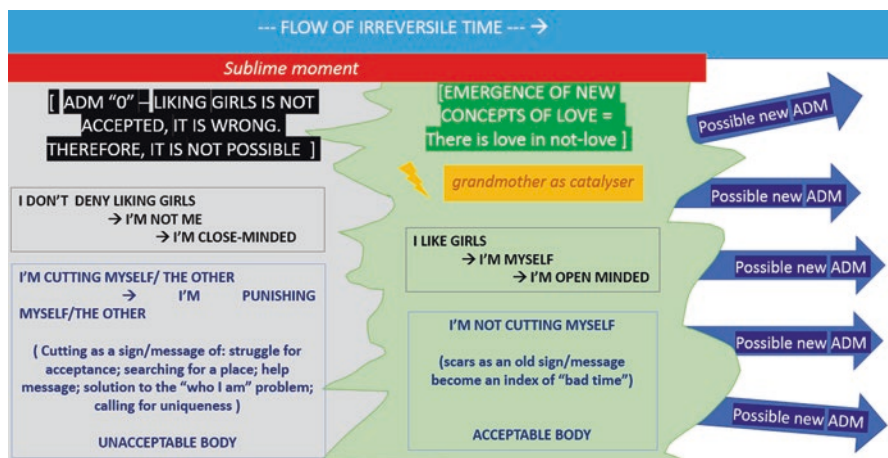 --- FLOW OF IRREVERSILE TIME --- →
Sublime moment
[ ADM “0” – LIKING GIRLS IS NOT
ACCEPTED, IT IS WRONG.
THEREFORE, IT IS NOT POSSIBLE ]
I DON’T DENY LIKING GIRLS
→ I’M NOT ME
→ I’M CLOSE-MINDED
I’M CUTTING MYSELF/ THE OTHER
→ I’M PUNISHING
MYSELF/THE OTHER
( Cutting as a sign/message of: struggle for
acceptance; searching for a place; help
message; solution to the “who I am” problem;
calling for uniqueness )
UNACCEPTABLE BODY
[EMERGENCE OF NEW
CONCEPTS OF LOVE =
There is love in not-love ]
grandmother as catalyser
I LIKE GIRLS
→ I’M MYSELF
→ I’M OPEN MINDED
I’M NOT CUTTING MYSELF
(scars as an old sign/message
become an index of “bad time”)
ACCEPTABLE BODY
Possible new ADM
Possible new ADM
Possible new ADM
Possible new ADM
Possible new ADM